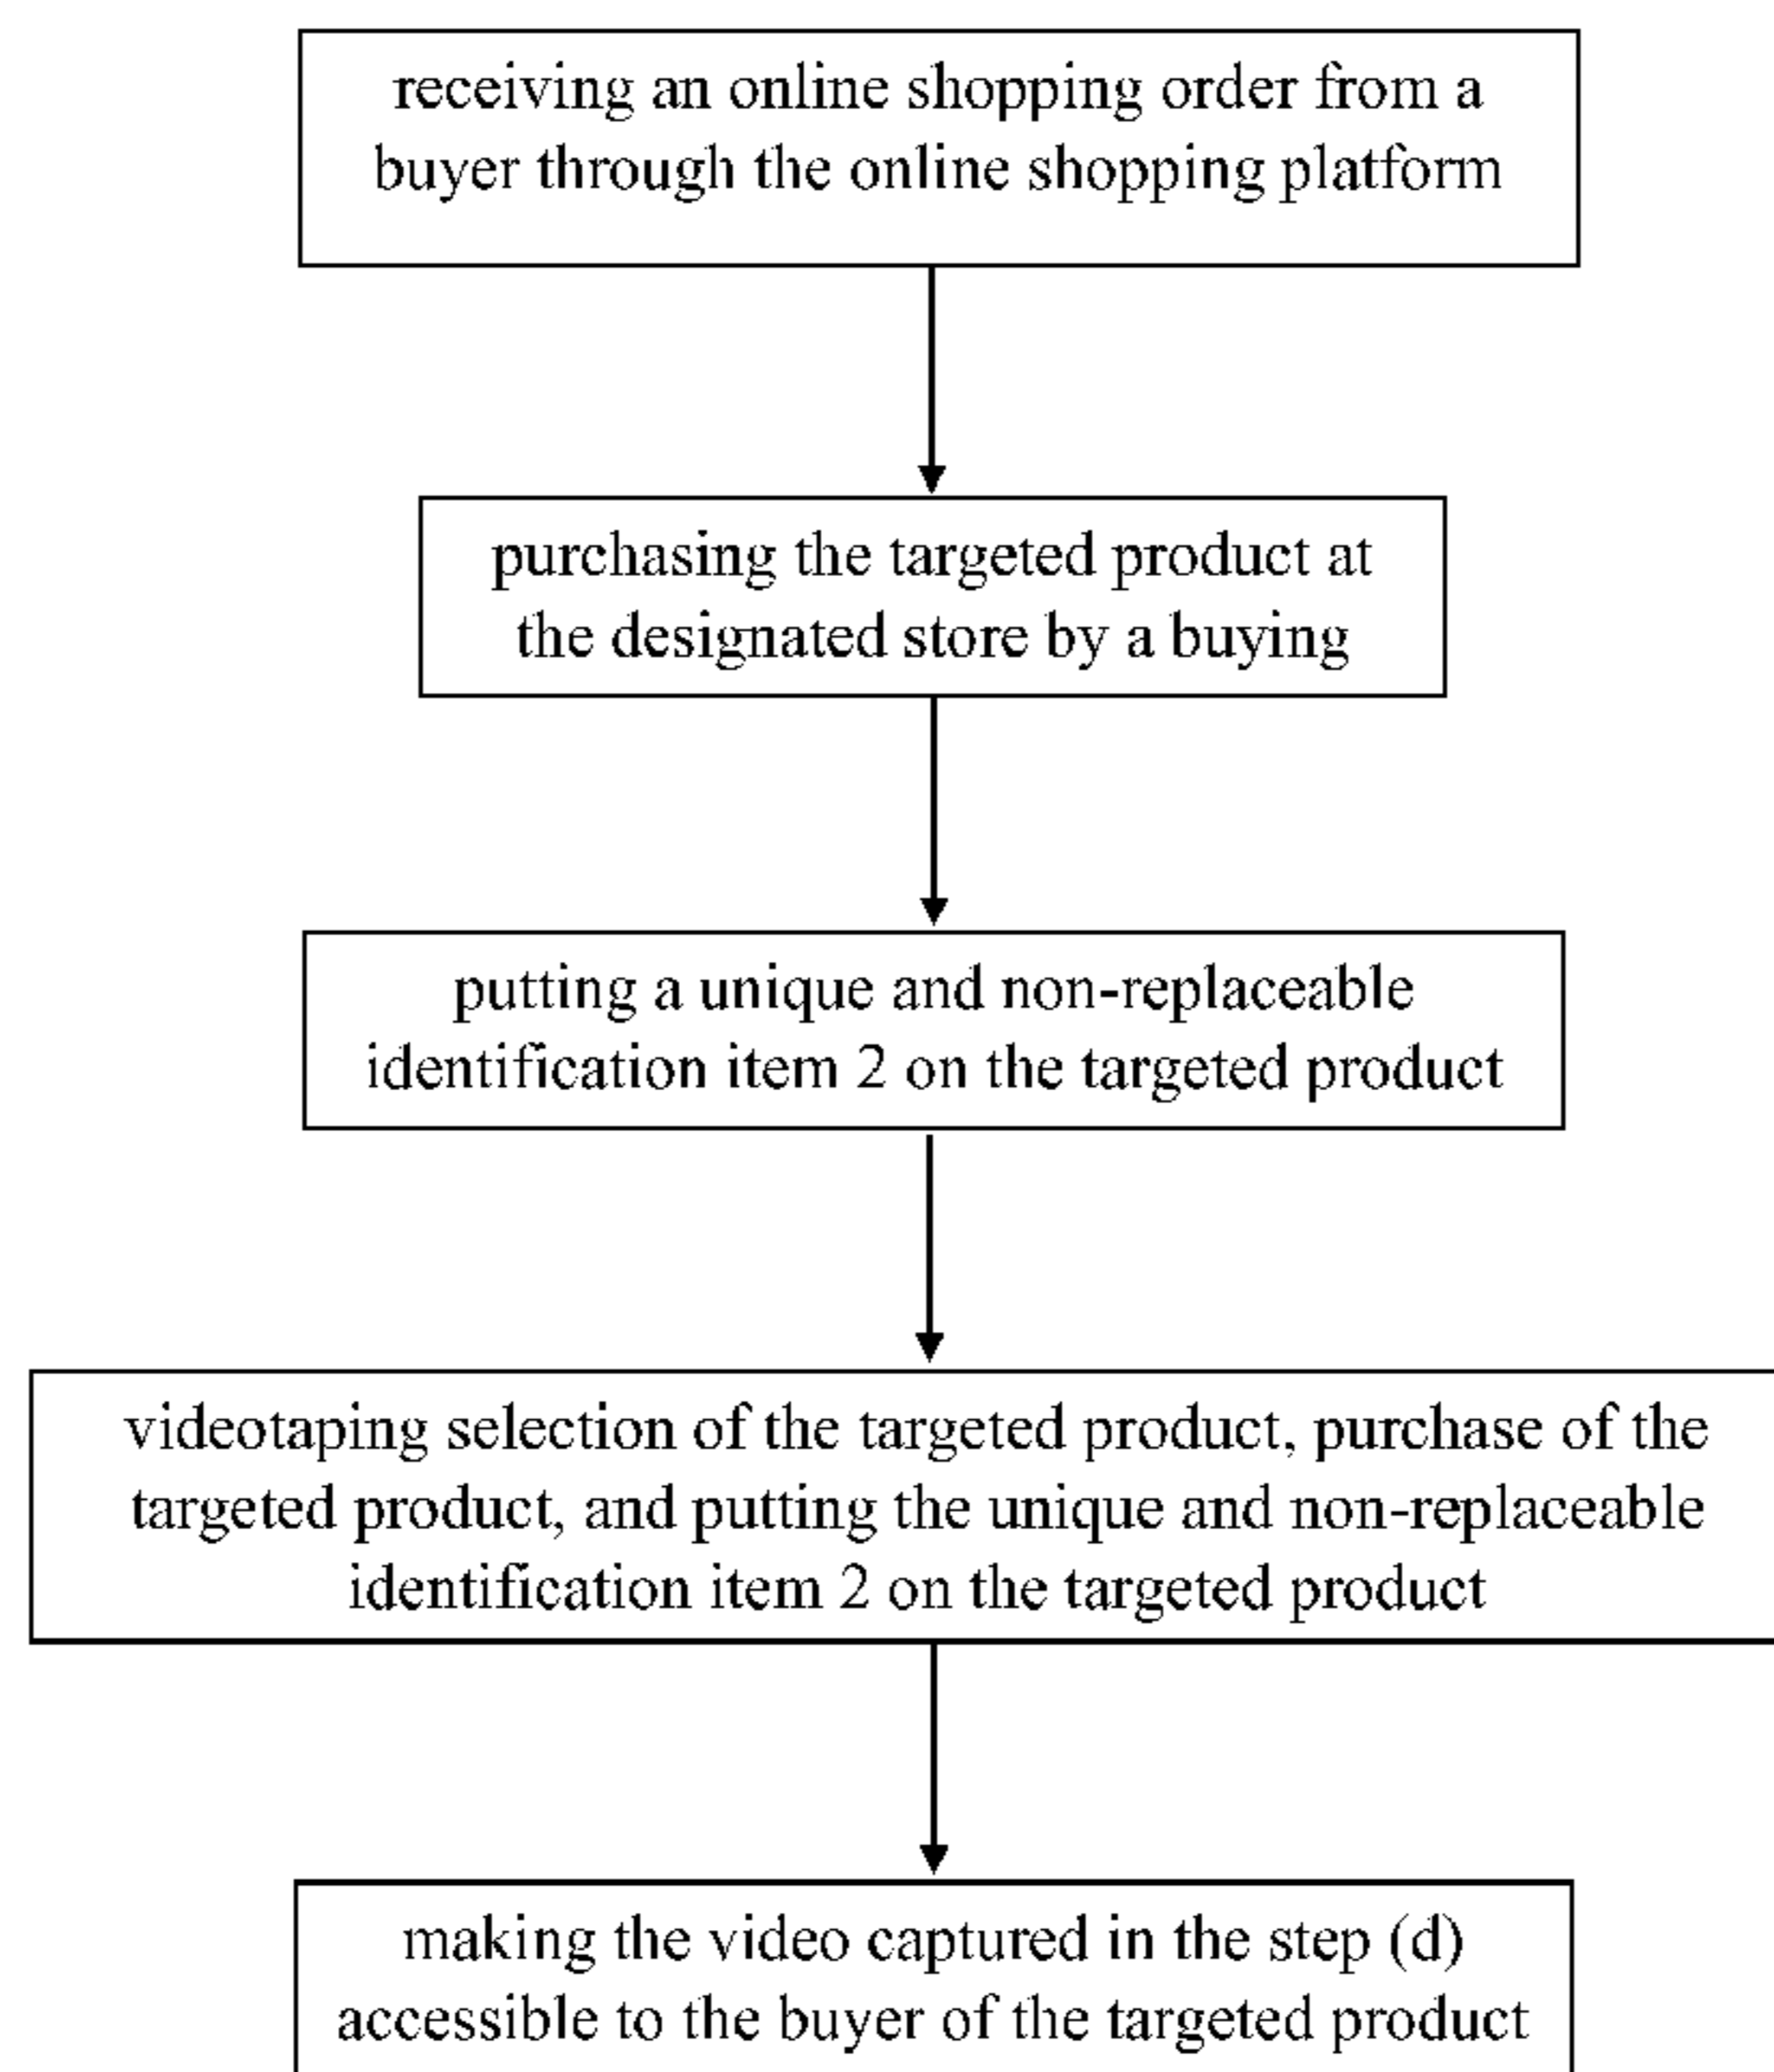 receiving an online shopping order from a
buyer through the online shopping platform
purchasing the targeted product at
the designated store by a buying
putting a unique and non-replaceable
identification item 2 on the targeted product
videotaping selection of the targeted product, purchase of the
targeted product, and putting the unique and non-replaceable
identification item 2 on the targeted product
making the video captured in the step (d)
accessible to the buyer of the targeted product